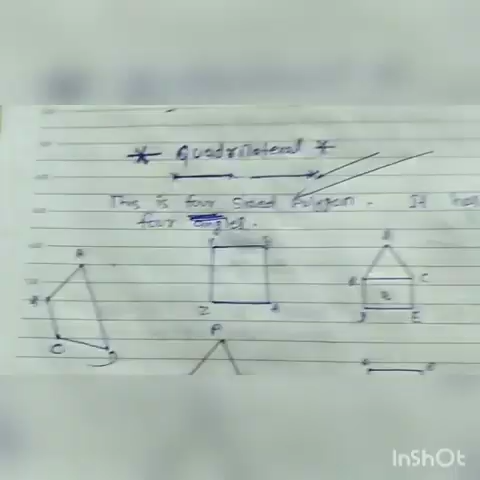 * Quadrilateral *
This is four Sided Polygon. It has
four angles.
A
B
C
D
Z
B
C
E
P
InShOt